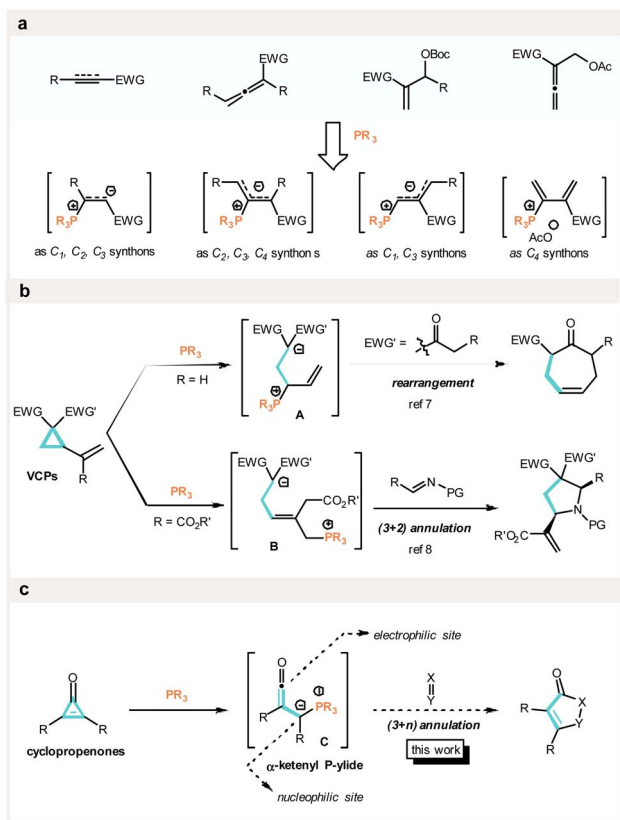 a
EWG
OBoc
EWG
R
EWG
EWG
OAc
R
R
R
PR3
R
R
R
R3P
EWG
R3P
EWG
R3P
EWG
R3P
EWG
AcO
as C1, C2, C3 synthons
as C2, C3, C4 synthon s
as C1, C3 synthons
as C4 synthons
b
EWG EWG'
O
PR3
EWG' =
R
EWG
O
R
R = H
rearrangement
R3P
A
ref 7
EWG EWG'
VCPs
R
EWG EWG'
EWG EWG'
R
PR3
CO2R'
R
N
PG
N
PG
R = CO2R'
PR3
(3+2) annulation
R'O2C
B
ref 8
c
electrophilic site
O
O
PR3
PR3
X
Y
O
X
Y
R
R
R
R
C
(3+n) annulation
R
R
cyclopropenones
α-ketenyl P-ylide
this work
nucleophilic site